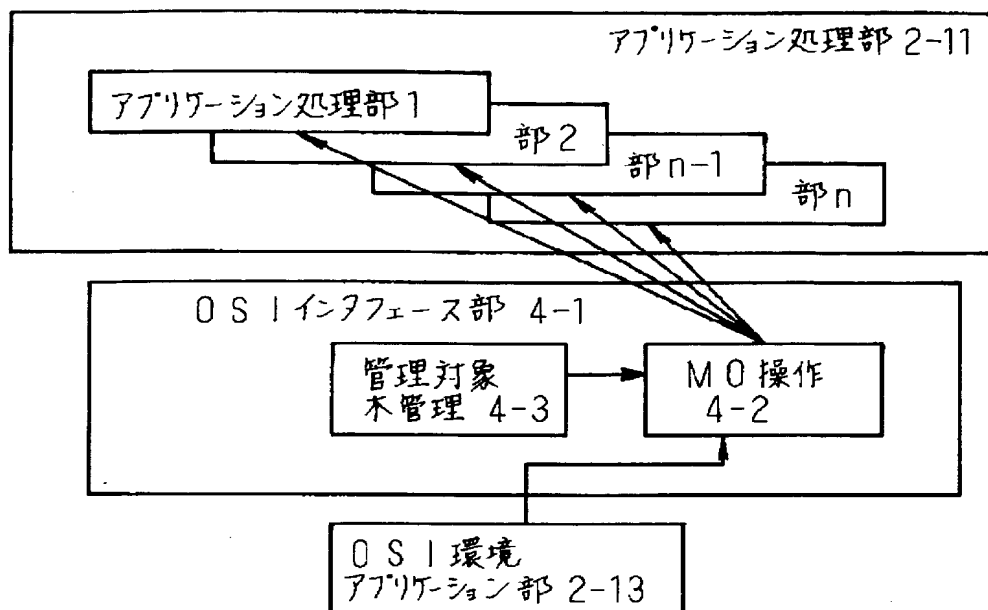 アプリケーション処理部 2-11
アプリケーション処理部 1
部 2
部 n-1
部 n
OSIインタフェース部 4-1
管理対象
木管理 4-3
MO操作
4-2
OSI環境
アプリケーション部 2-13